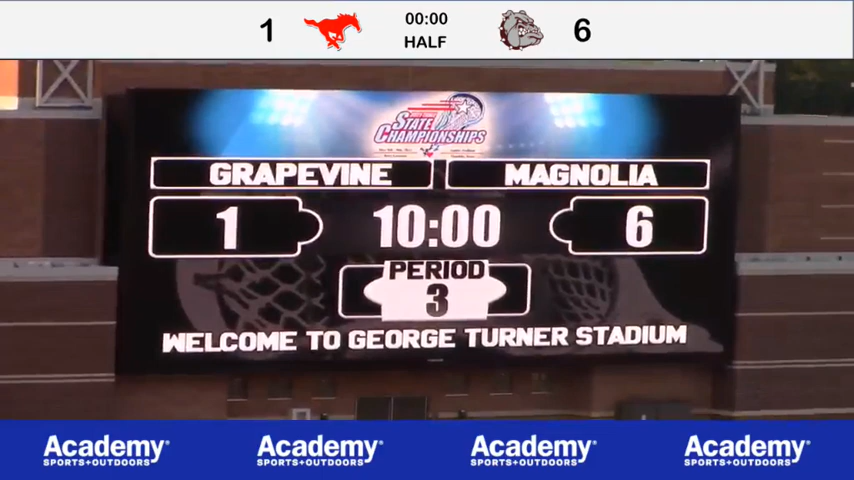 1 00:00 6
HALF
STATE
CHAMPIONSHIPS
GRAPEVINE MAGNOLIA
1 10:00 6
PERIOD
3
WELCOME TO GEORGE TURNER STADIUM
Academy® Academy® Academy® Academy®
SPORTS+OUTDOORS SPORTS+OUTDOORS SPORTS+OUTDOORS SPORTS+OUTDOORS